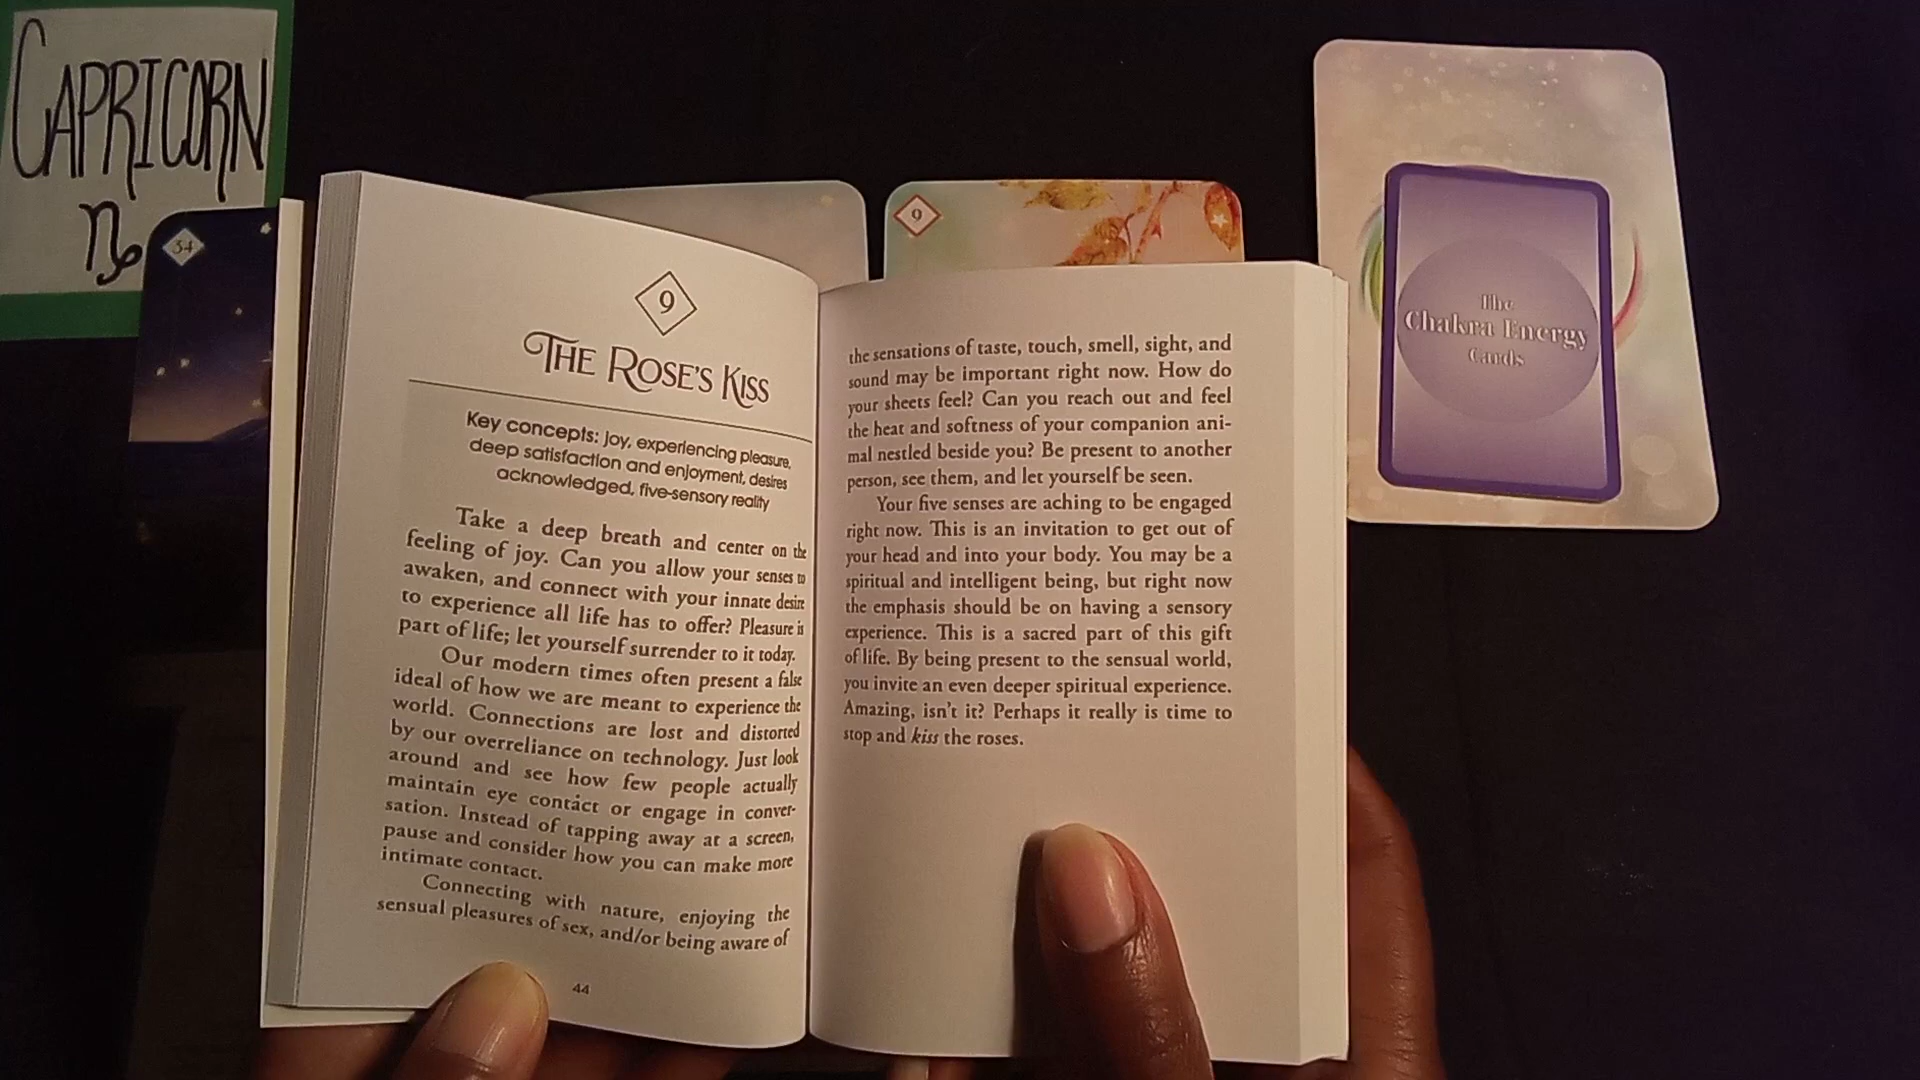 CAPRICORN
♑
34
9
The
Chakra Energy
Cards
9
THE ROSE'S KISS
Key concepts: Joy, experiencing pleasure,
deep satisfaction and enjoyment, desires
acknowledged, five-sensory reality
Take a deep breath and center on the
feeling of joy. Can you allow your senses to
awaken, and connect with your innate desire
to experience all life has to offer? Pleasure is
part of life; let yourself surrender to it today.
Our modern times often present a false
ideal of how we are meant to experience the
world. Connections are lost and distorted
by our overreliance on technology. Just look
around and see how few people actually
maintain eye contact or engage in conver-
sation. Instead of tapping away at a screen,
pause and consider how you can make more
intimate contact.
Connecting with nature, enjoying the
sensual pleasures of sex, and/or being aware of
44
the sensations of taste, touch, smell, sight, and
sound may be important right now. How do
your sheets feel? Can you reach out and feel
the heat and softness of your companion ani-
mal nestled beside you? Be present to another
person, see them, and let yourself be seen.
Your five senses are aching to be engaged
right now. This is an invitation to get out of
your head and into your body. You may be a
spiritual and intelligent being, but right now
the emphasis should be on having a sensory
experience. This is a sacred part of this gift
of life. By being present to the sensual world,
you invite an even deeper spiritual experience.
Amazing, isn't it? Perhaps it really is time to
stop and kiss the roses.